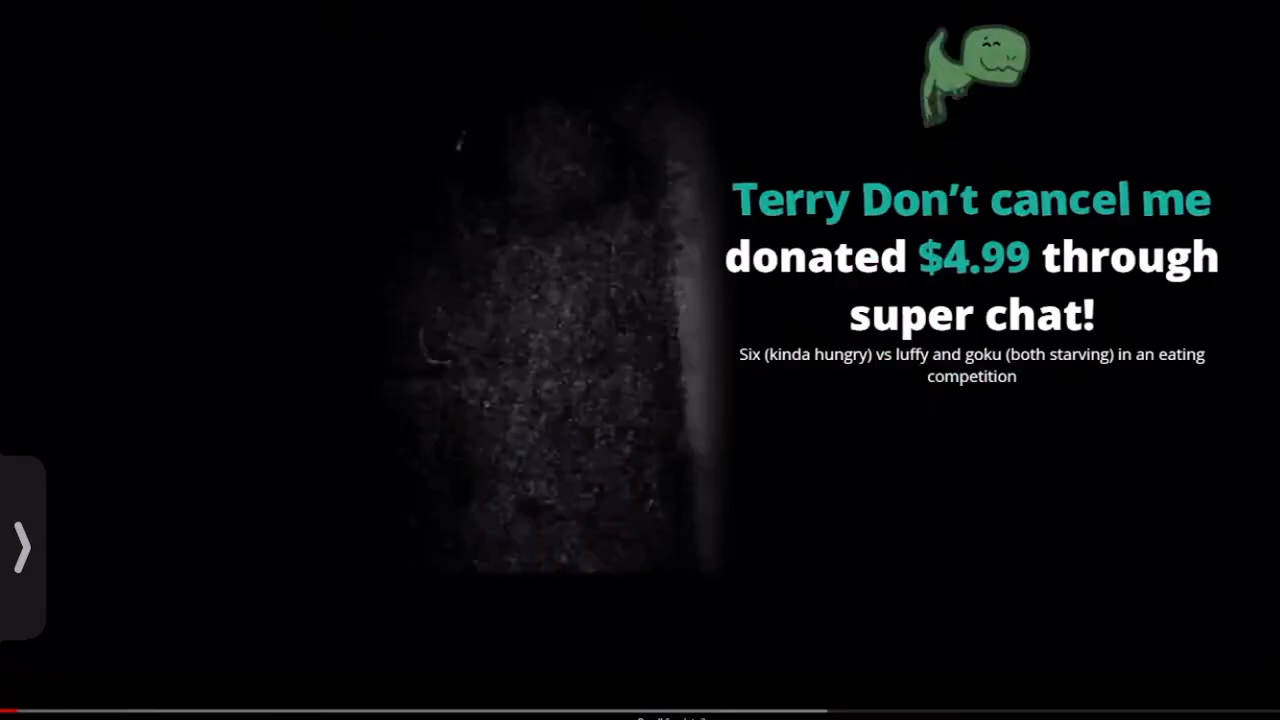 Terry Don’t cancel me
donated $4.99 through
super chat!
Six (kinda hungry) vs luffy and goku (both starving) in an eating
competition